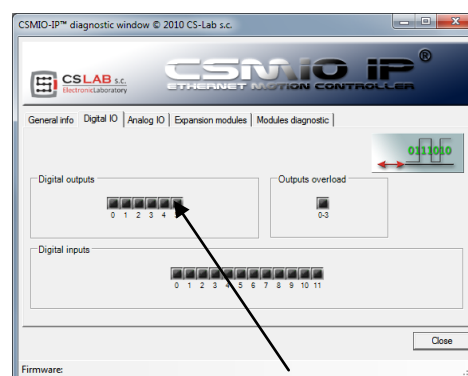 CSMIO-IP™ diagnostic window © 2010 CS-Lab s.c.
CSLAB s.c.
ElectronicLaboratory
CSMIO IP®
ETHERNET MOTION CONTROLLER
General info Digital IO Analog IO Expansion modules Modules diagnostic
0111010
Digital outputs
0 1 2 3 4
Outputs overload
0-3
Digital inputs
0 1 2 3 4 5 6 7 8 9 10 11
Close
Firmware: